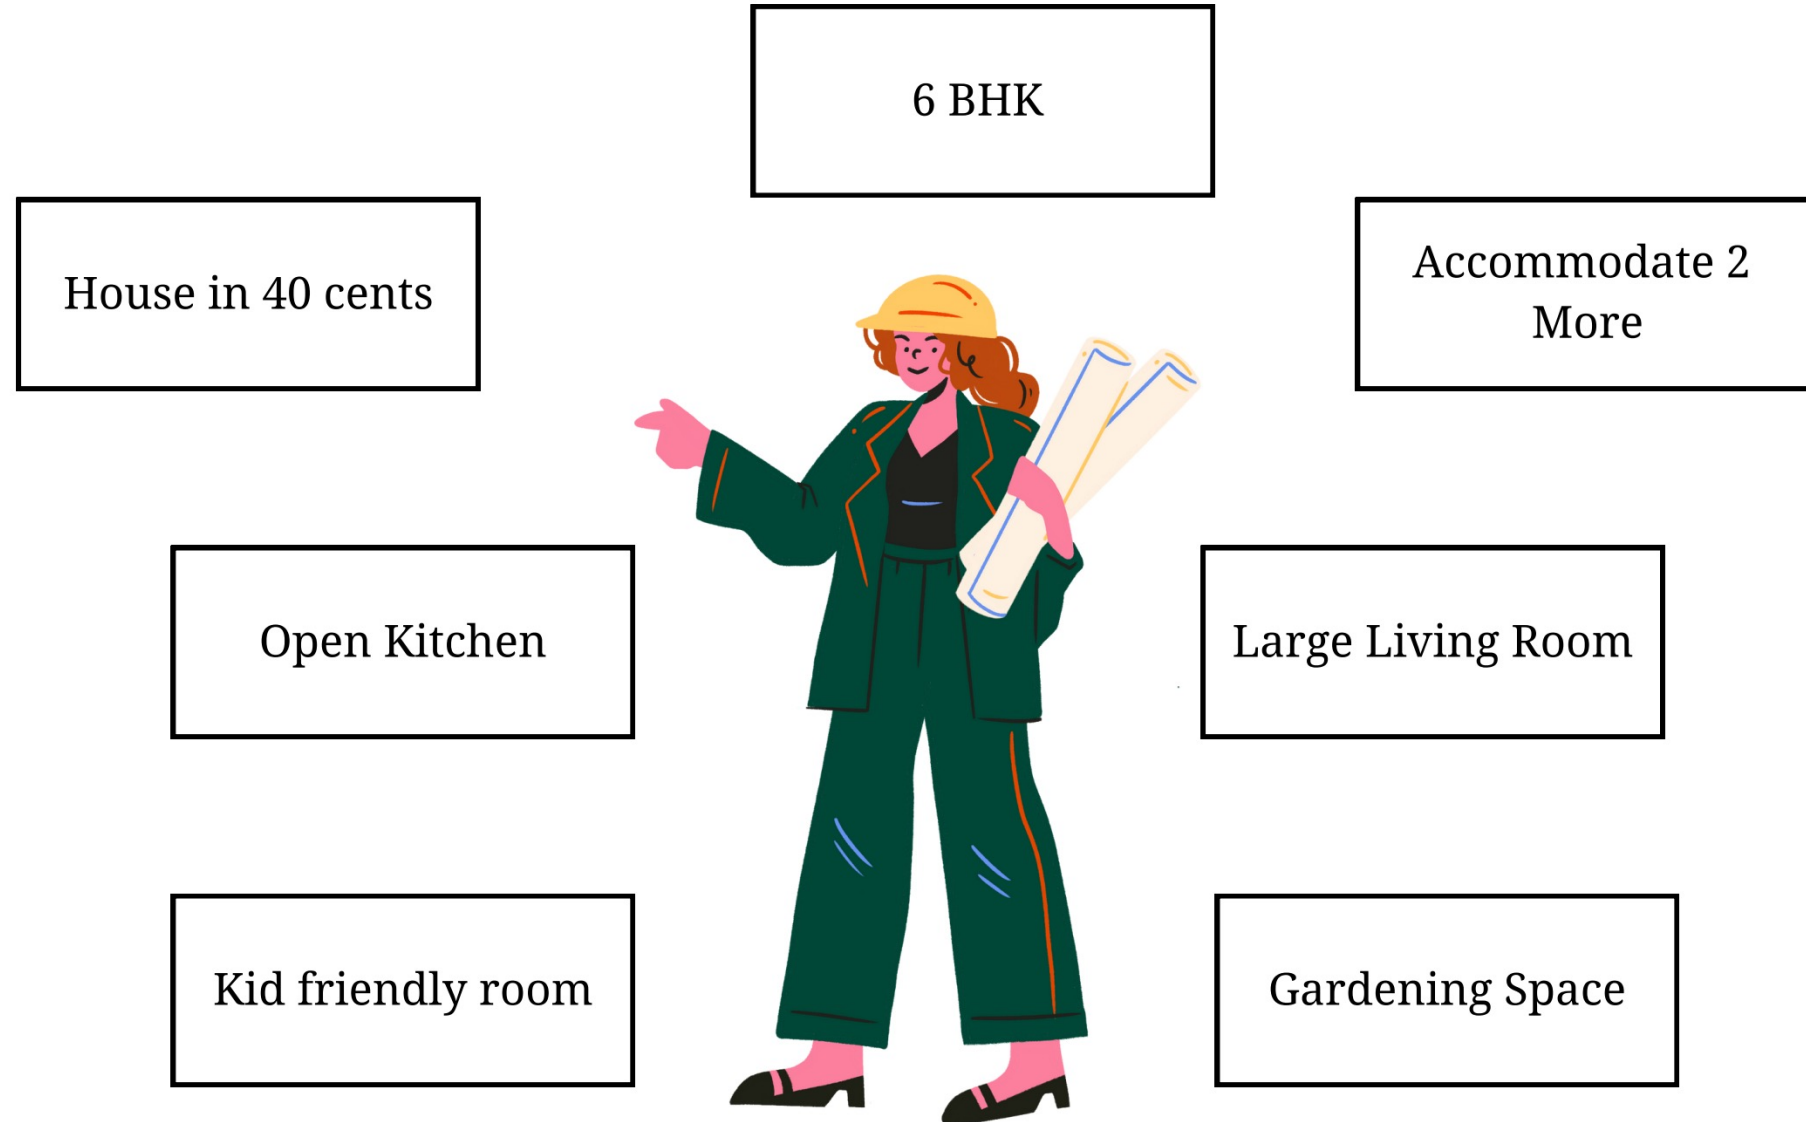 6 BHK
House in 40 cents
Accommodate 2
More
Open Kitchen
Large Living Room
Kid friendly room
Gardening Space